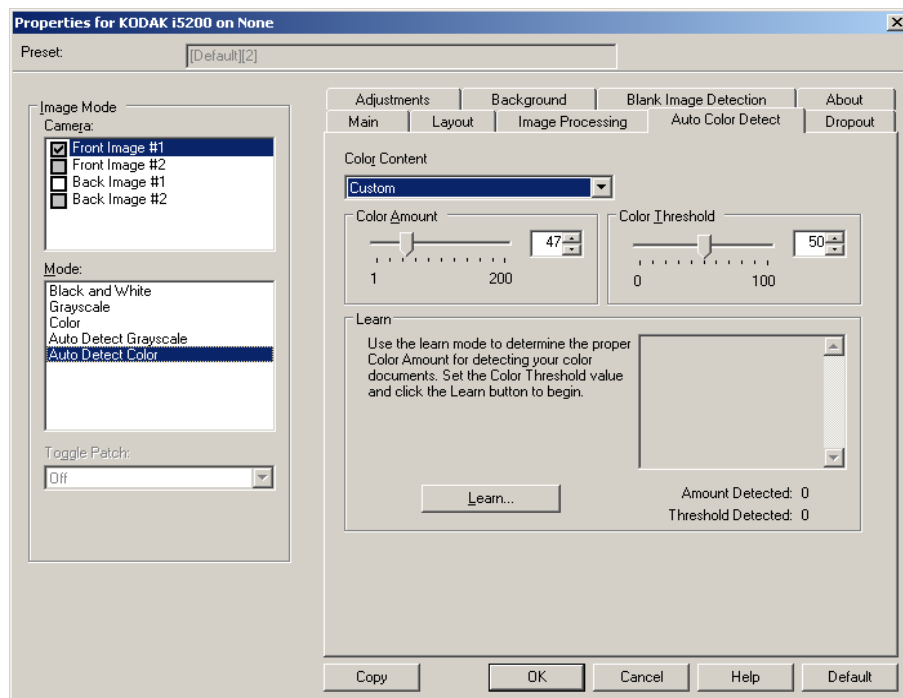 Properties for KODAK i5200 on None
Preset:
[Default][2]
Image Mode
Camera:
Front Image #1
Front Image #2
Back Image #1
Back Image #2
Mode:
Black and White
Grayscale
Color
Auto Detect Grayscale
Auto Detect Color
Toggle Patch:
Off
Adjustments
Background
Blank Image Detection
About
Main
Layout
Image Processing
Auto Color Detect
Dropout
Color Content
Custom
Color Amount
47
1
200
Color Threshold
50
0
100
Learn
Use the learn mode to determine the proper
Color Amount for detecting your color
documents. Set the Color Threshold value
and click the Learn button to begin.
Learn...
Amount Detected: 0
Threshold Detected: 0
Copy
OK
Cancel
Help
Default